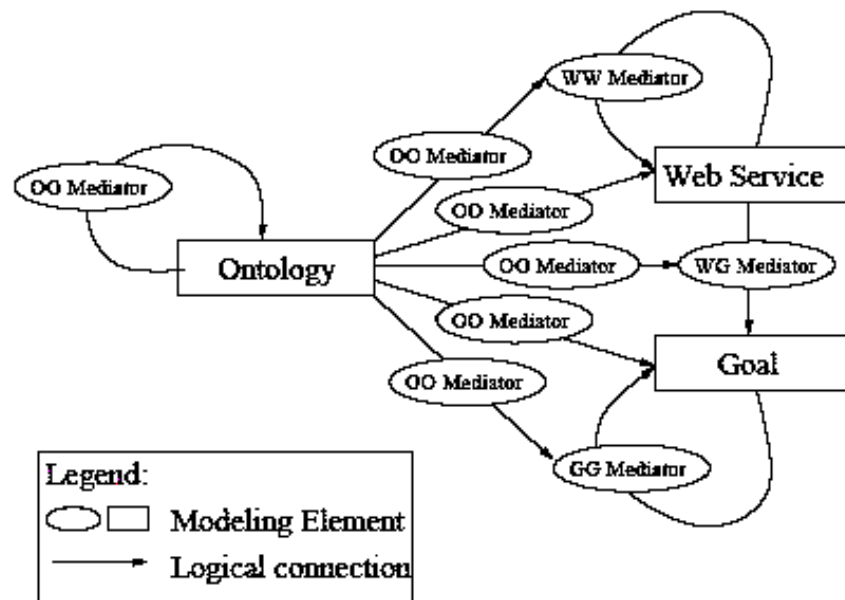 WW Mediator
OO Mediator
Web Service
OO Mediator
OO Mediator
Ontology
OO Mediator
WG Mediator
OO Mediator
Goal
OO Mediator
GG Mediator
Legend:
Modeling Element
Logical connection